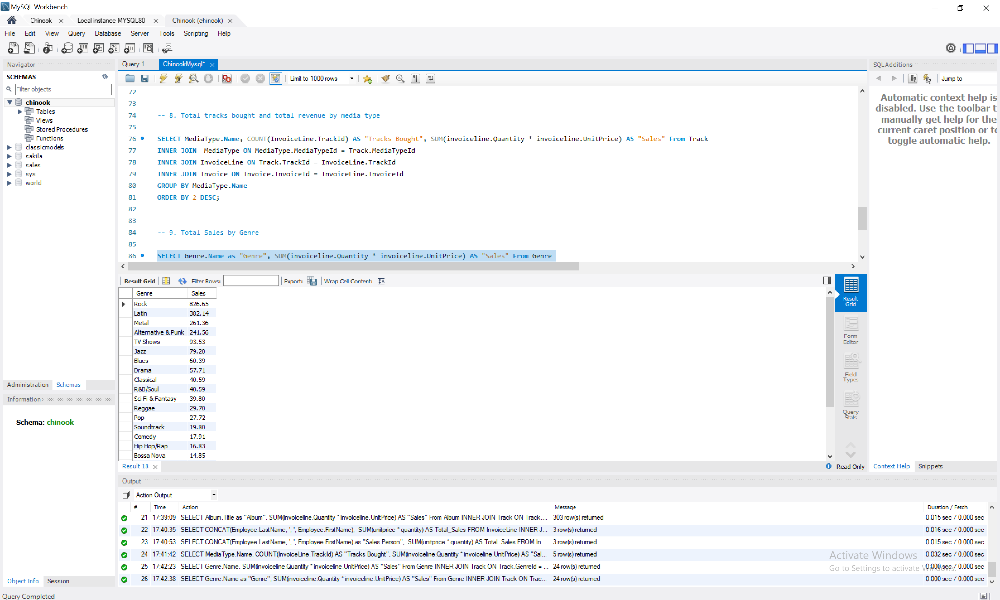 MySQL Workbench
Chinook
Local instance MYSQL80
Chinook (chinook)
File Edit View Query Database Server Tools Scripting Help
Navigator
SCHEMAS
Filter objects
chinook
Tables
Views
Stored Procedures
Functions
classicmodels
sakila
sales
sys
world
Administration Schemas
Information
Schema: chinook
Object Info Session
Query Completed
Query 1
ChinookMysql*
Limit to 1000 rows
72
73
74 -- 8. Total tracks bought and total revenue by media type
75
76 SELECT MediaType.Name, COUNT(InvoiceLine.TrackId) AS "Tracks Bought", SUM(invoiceline.Quantity * invoiceline.UnitPrice) AS "Sales" From Track
77 INNER JOIN  MediaType ON MediaType.MediaTypeId = Track.MediaTypeId
78 INNER JOIN InvoiceLine ON Track.TrackId = InvoiceLine.TrackId
79 INNER JOIN Invoice ON Invoice.InvoiceId = InvoiceLine.InvoiceId
80 GROUP BY MediaType.Name
81 ORDER BY 2 DESC;
82
83
84 -- 9. Total Sales by Genre
85
86 SELECT Genre.Name as "Genre", SUM(invoiceline.Quantity * invoiceline.UnitPrice) AS "Sales" From Genre
Result Grid Filter Rows: Export: Wrap Cell Content:
Genre Sales
Rock 826.65
Latin 382.14
Metal 261.36
Alternative & Punk 241.56
TV Shows 93.53
Jazz 79.20
Blues 60.39
Drama 57.71
Classical 40.59
R&B/Soul 40.59
Sci Fi & Fantasy 39.80
Reggae 29.70
Pop 27.72
Soundtrack 19.80
Comedy 17.91
Hip Hop/Rap 16.83
Bossa Nova 14.85
Result
Grid
Form
Editor
Field
Types
Query
Stats
Result 18
Read Only
SQLAdditions
Jump to
Automatic context help is
disabled. Use the toolbar t
manually get help for the
current caret position or to
toggle automatic help.
Context Help Snippets
Output
Action Output
# Time Action Message Duration / Fetch
21 17:39:09 SELECT Album.Title as "Album", SUM(invoiceline.Quantity * invoiceline.UnitPrice) AS "Sales" From Album INNER JOIN Track ON Track.... 303 row(s) returned 0.015 sec / 0.000 sec
22 17:40:35 SELECT CONCAT(Employee.LastName, ', ', Employee.FirstName),  SUM(unitprice * quantity) AS Total_Sales FROM InvoiceLine INNER J... 3 row(s) returned 0.016 sec / 0.000 sec
23 17:40:53 SELECT CONCAT(Employee.LastName, ', ', Employee.FirstName) as "Sales Person",  SUM(unitprice * quantity) AS Total_Sales FROM In... 3 row(s) returned 0.015 sec / 0.000 sec
24 17:41:42 SELECT MediaType.Name, COUNT(InvoiceLine.TrackId) AS "Tracks Bought", SUM(invoiceline.Quantity * invoiceline.UnitPrice) AS "Sal... 5 row(s) returned 0.032 sec / 0.000 sec
25 17:42:23 SELECT Genre.Name, SUM(invoiceline.Quantity * invoiceline.UnitPrice) AS "Sales" From Genre INNER JOIN Track ON Track.GenreId = ... 24 row(s) returned 0.000 sec / 0.000 sec
26 17:42:38 SELECT Genre.Name as "Genre", SUM(invoiceline.Quantity * invoiceline.UnitPrice) AS "Sales" From Genre INNER JOIN Track ON Trac... 24 row(s) returned 0.000 sec / 0.000 sec
Activate Windows
Go to Settings to activate Windows.